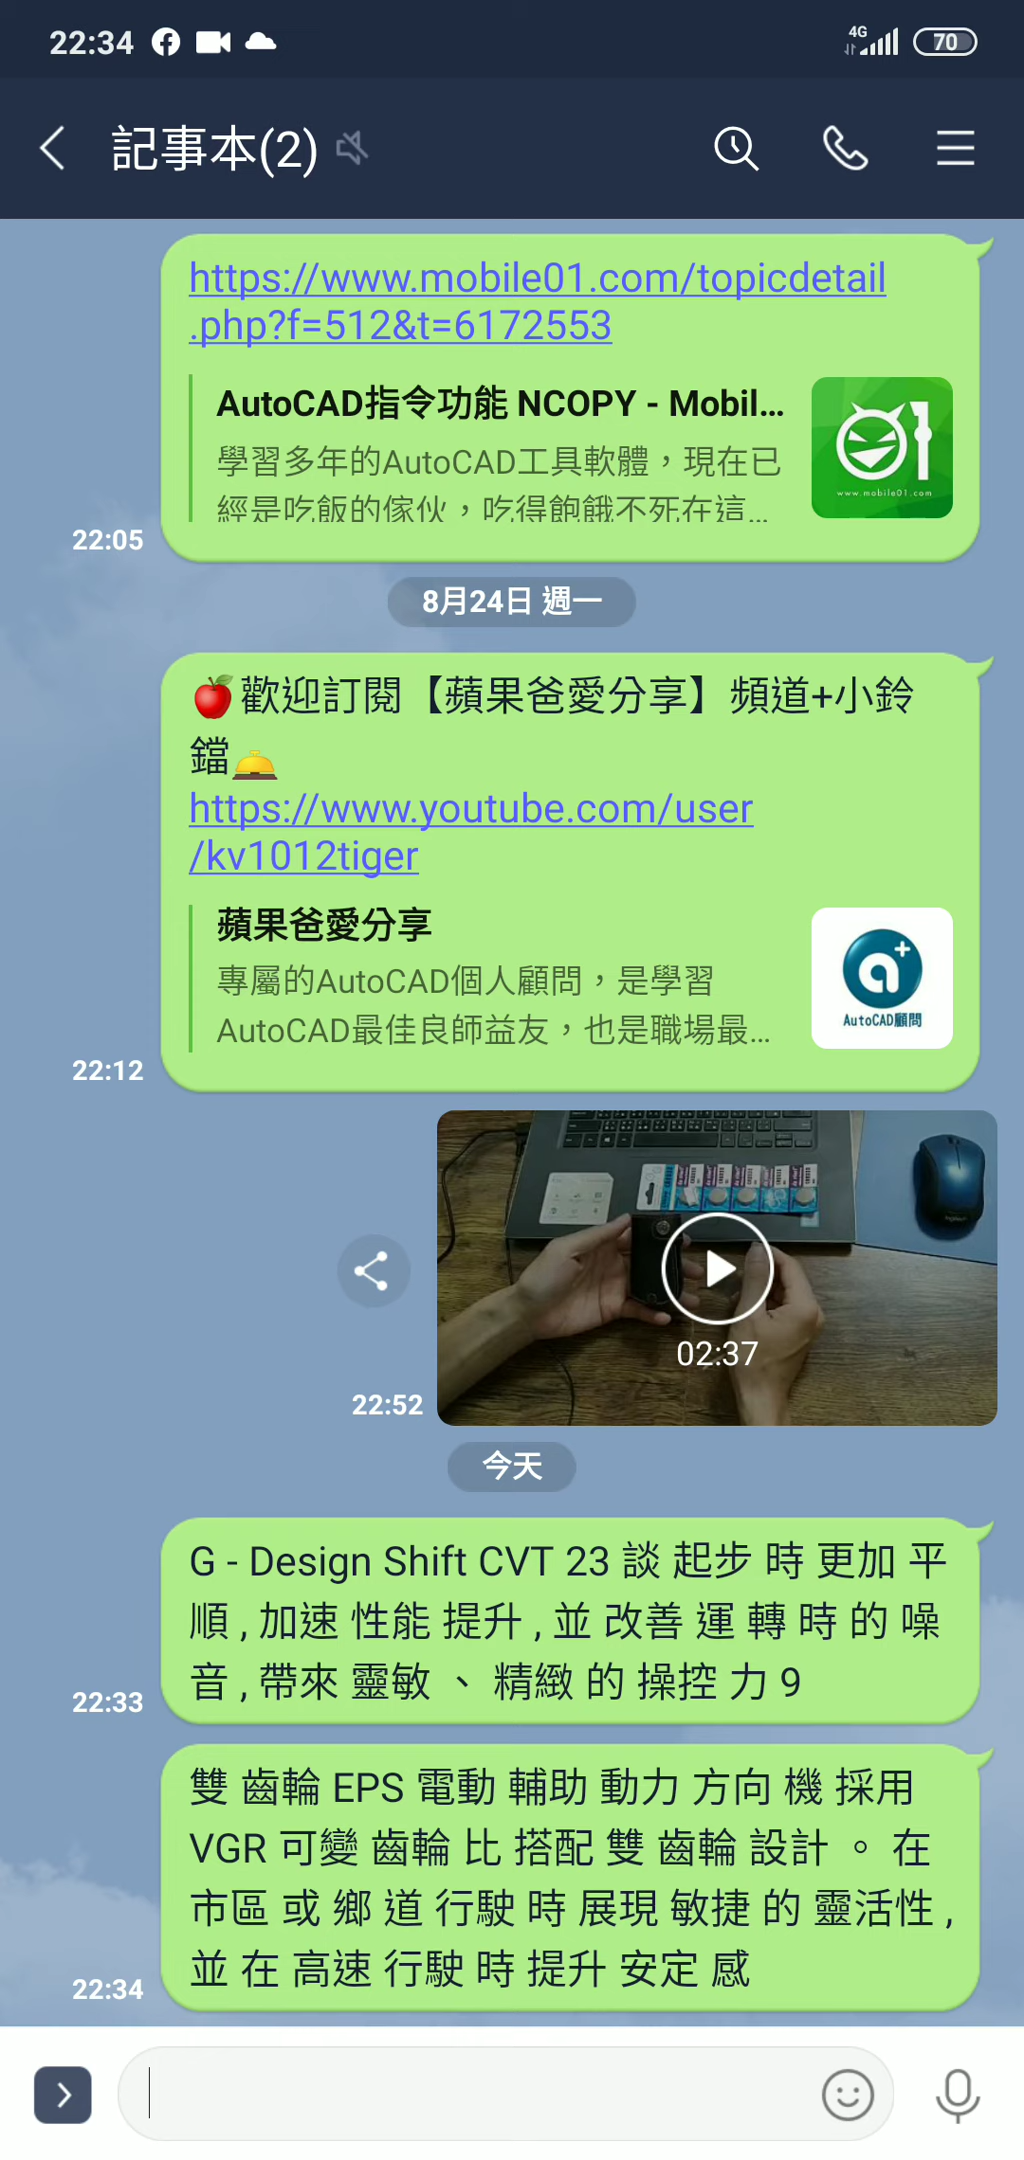 22:34
4G
70
記事本(2)
https://www.mobile01.com/topicdetail
.php?f=512&t=6172553
AutoCAD指令功能 NCOPY - Mobil...
學習多年的AutoCAD工具軟體，現在已
經是吃飯的傢伙，吃得飽餓不死在這...
01
www.mobile01.com
22:05
8月24日 週一
🍎歡迎訂閱【蘋果爸愛分享】頻道+小鈴
鐺🛎️
https://www.youtube.com/user
/kv1012tiger
蘋果爸愛分享
專屬的AutoCAD個人顧問，是學習
AutoCAD最佳良師益友，也是職場最...
a+
AutoCAD顧問
22:12
02:37
22:52
今天
G - Design Shift CVT 23 談 起步 時 更加 平
順 , 加速 性能 提升 , 並 改善 運 轉 時 的 噪
音 , 帶來 靈敏 、 精緻 的 操控 力 9
22:33
雙 齒輪 EPS 電動 輔助 動力 方向 機 採用
VGR 可變 齒輪 比 搭配 雙 齒輪 設計 。 在
市區 或 鄉 道 行駛 時 展現 敏捷 的 靈活性 ,
並 在 高速 行駛 時 提升 安定 感
22:34